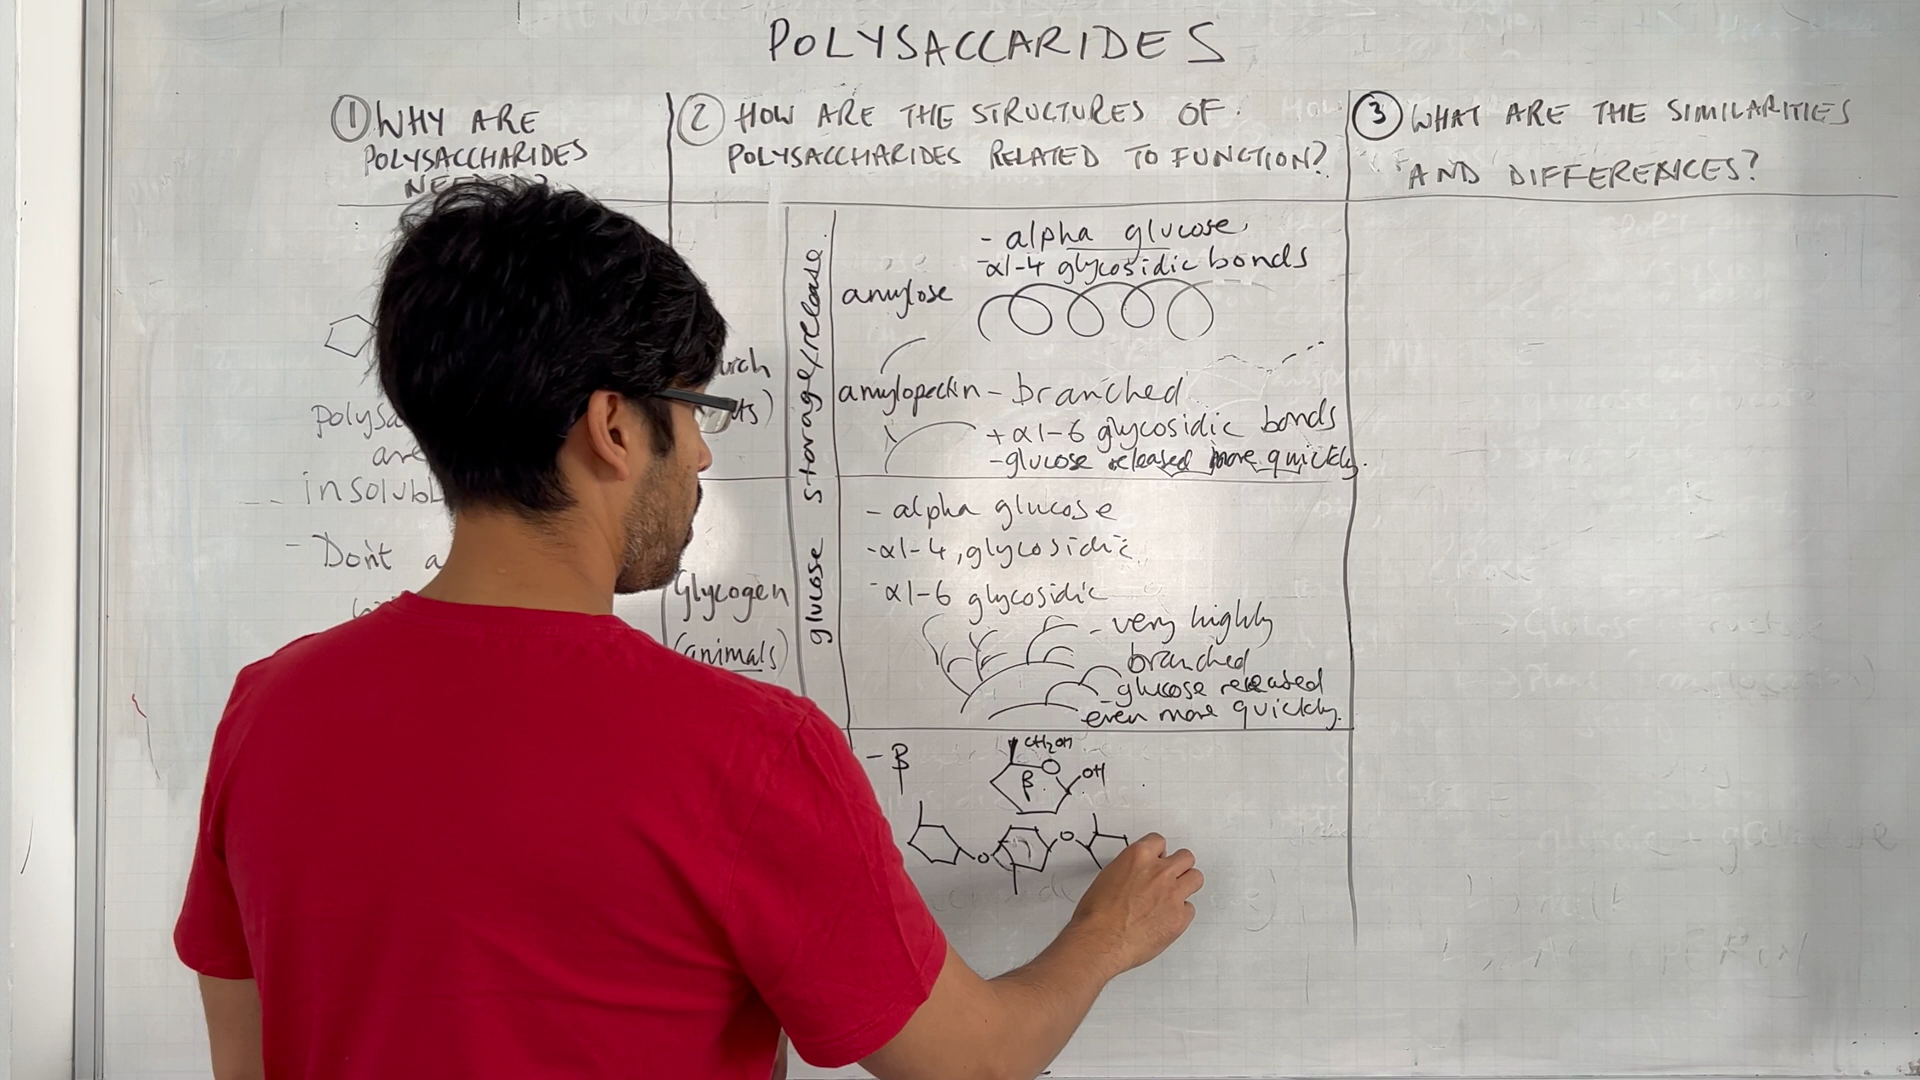 POLYSACCARIDES
① WHY ARE
POLYSACCHARIDES
② HOW ARE THE STRUCTURES OF
POLYSACCHARIDES RELATED TO FUNCTION?
③ WHAT ARE THE SIMILARITIES
AND DIFFERENCES?
are
Don't a
Glycogen
(animals)
glucose storage/release
- alpha glucose
- α1-4 glycosidic bonds
amylose
amylopectin - branched
+ α1-6 glycosidic bonds
- glucose released more quickly.
- alpha glucose
- α1-4, glycosidic
- α1-6 glycosidic
- very highly
branched
glucose released
even more quickly.
- β
CH₂OH
O
OH
β
O
O